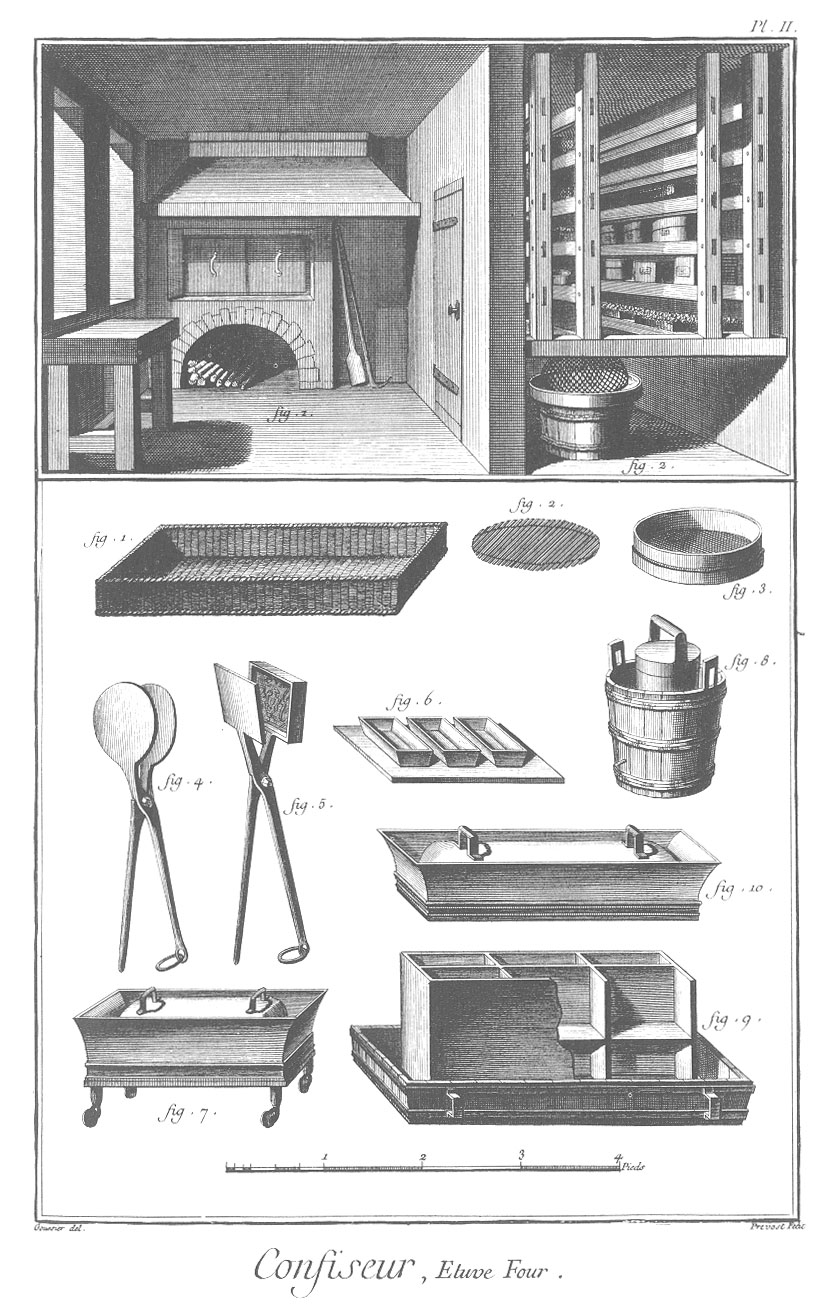 Pl. II.
fig. 1.
fig. 2.
fig. 1.
fig. 2.
fig. 3.
fig. 4.
fig. 5.
fig. 6.
fig. 8.
fig. 10.
fig. 9.
fig. 7.
1 2 3 4 Pieds
Goussier del. Prevost Fecit
Confiseur, Etuve Four.